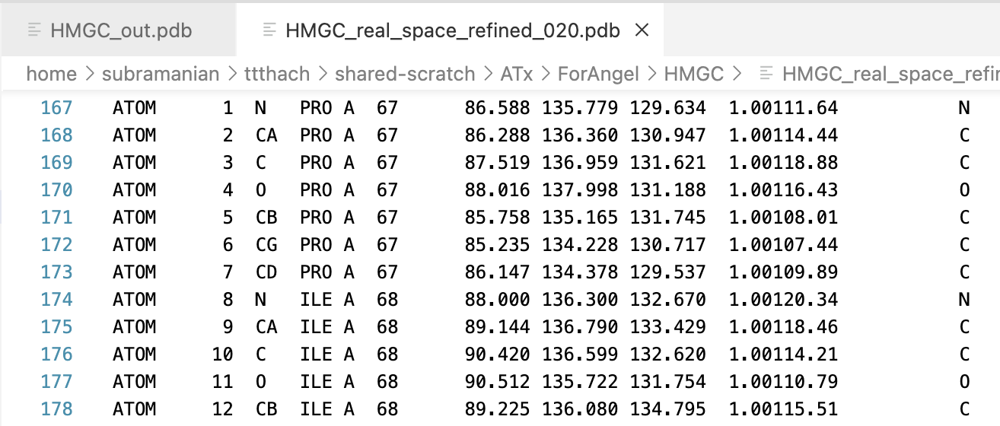 HMGC_out.pdb HMGC_real_space_refined_020.pdb ×
home > subramanian > ttthach > shared-scratch > ATx > ForAngel > HMGC > HMGC_real_space_refin
167 ATOM 1 N PRO A 67 86.588 135.779 129.634 1.00111.64 N
168 ATOM 2 CA PRO A 67 86.288 136.360 130.947 1.00114.44 C
169 ATOM 3 C PRO A 67 87.519 136.959 131.621 1.00118.88 C
170 ATOM 4 O PRO A 67 88.016 137.998 131.188 1.00116.43 O
171 ATOM 5 CB PRO A 67 85.758 135.165 131.745 1.00108.01 C
172 ATOM 6 CG PRO A 67 85.235 134.228 130.717 1.00107.44 C
173 ATOM 7 CD PRO A 67 86.147 134.378 129.537 1.00109.89 C
174 ATOM 8 N ILE A 68 88.000 136.300 132.670 1.00120.34 N
175 ATOM 9 CA ILE A 68 89.144 136.790 133.429 1.00118.46 C
176 ATOM 10 C ILE A 68 90.420 136.599 132.620 1.00114.21 C
177 ATOM 11 O ILE A 68 90.512 135.722 131.754 1.00110.79 O
178 ATOM 12 CB ILE A 68 89.225 136.080 134.795 1.00115.51 C